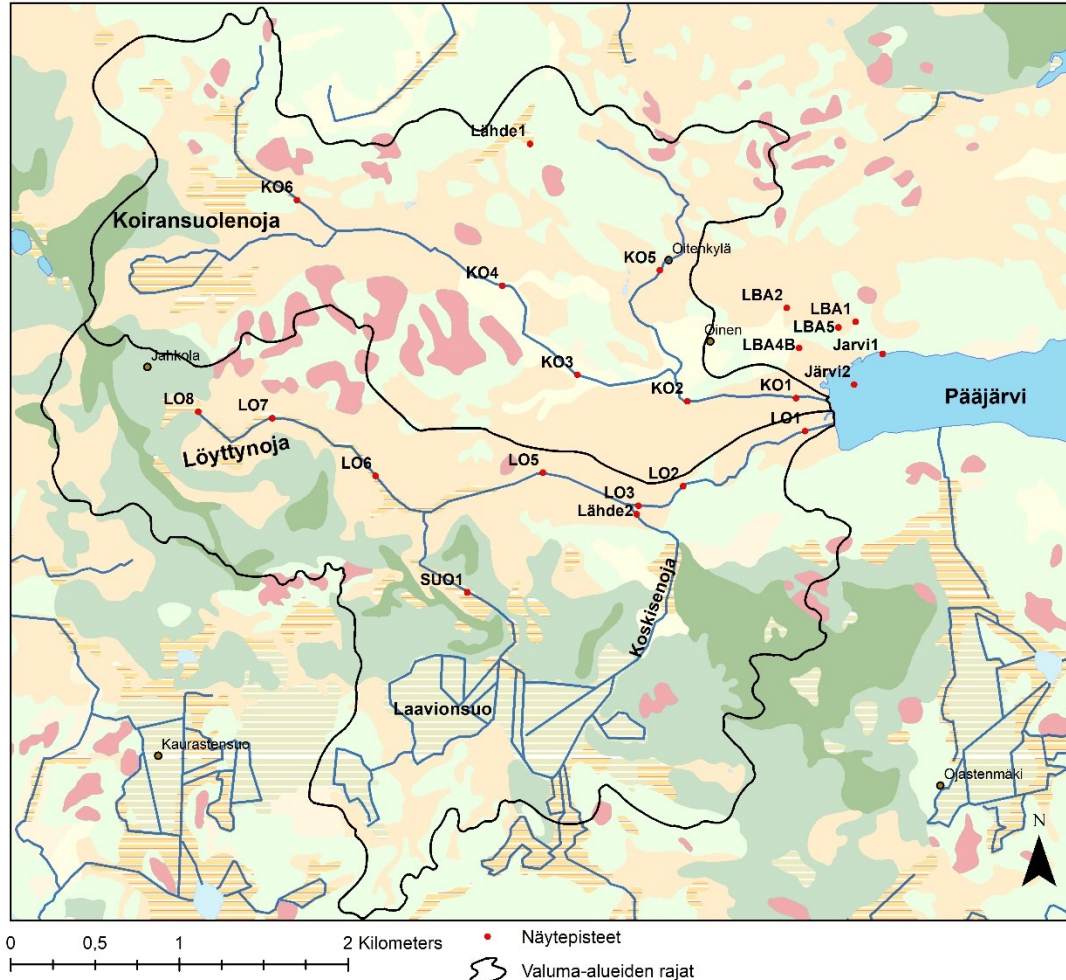 Lähde1
KO6
Koiransuolenoja
Oitenkylä
KO5
KO4
LBA2
LBA1
LBA5
Oinen
LBA4B
Jarvi1
Jahkola
KO3
Järvi2
KO2
KO1
Pääjärvi
LO8
LO7
LO1
Löyttynoja
LO6
LO5
LO2
LO3
Lähde2
SUO1
Koskisenoja
Laavionsuo
Kaurastensuo
Ojastenmäki
N
0 0,5 1 2 Kilometers
Näytepisteet
Valuma-alueiden rajat